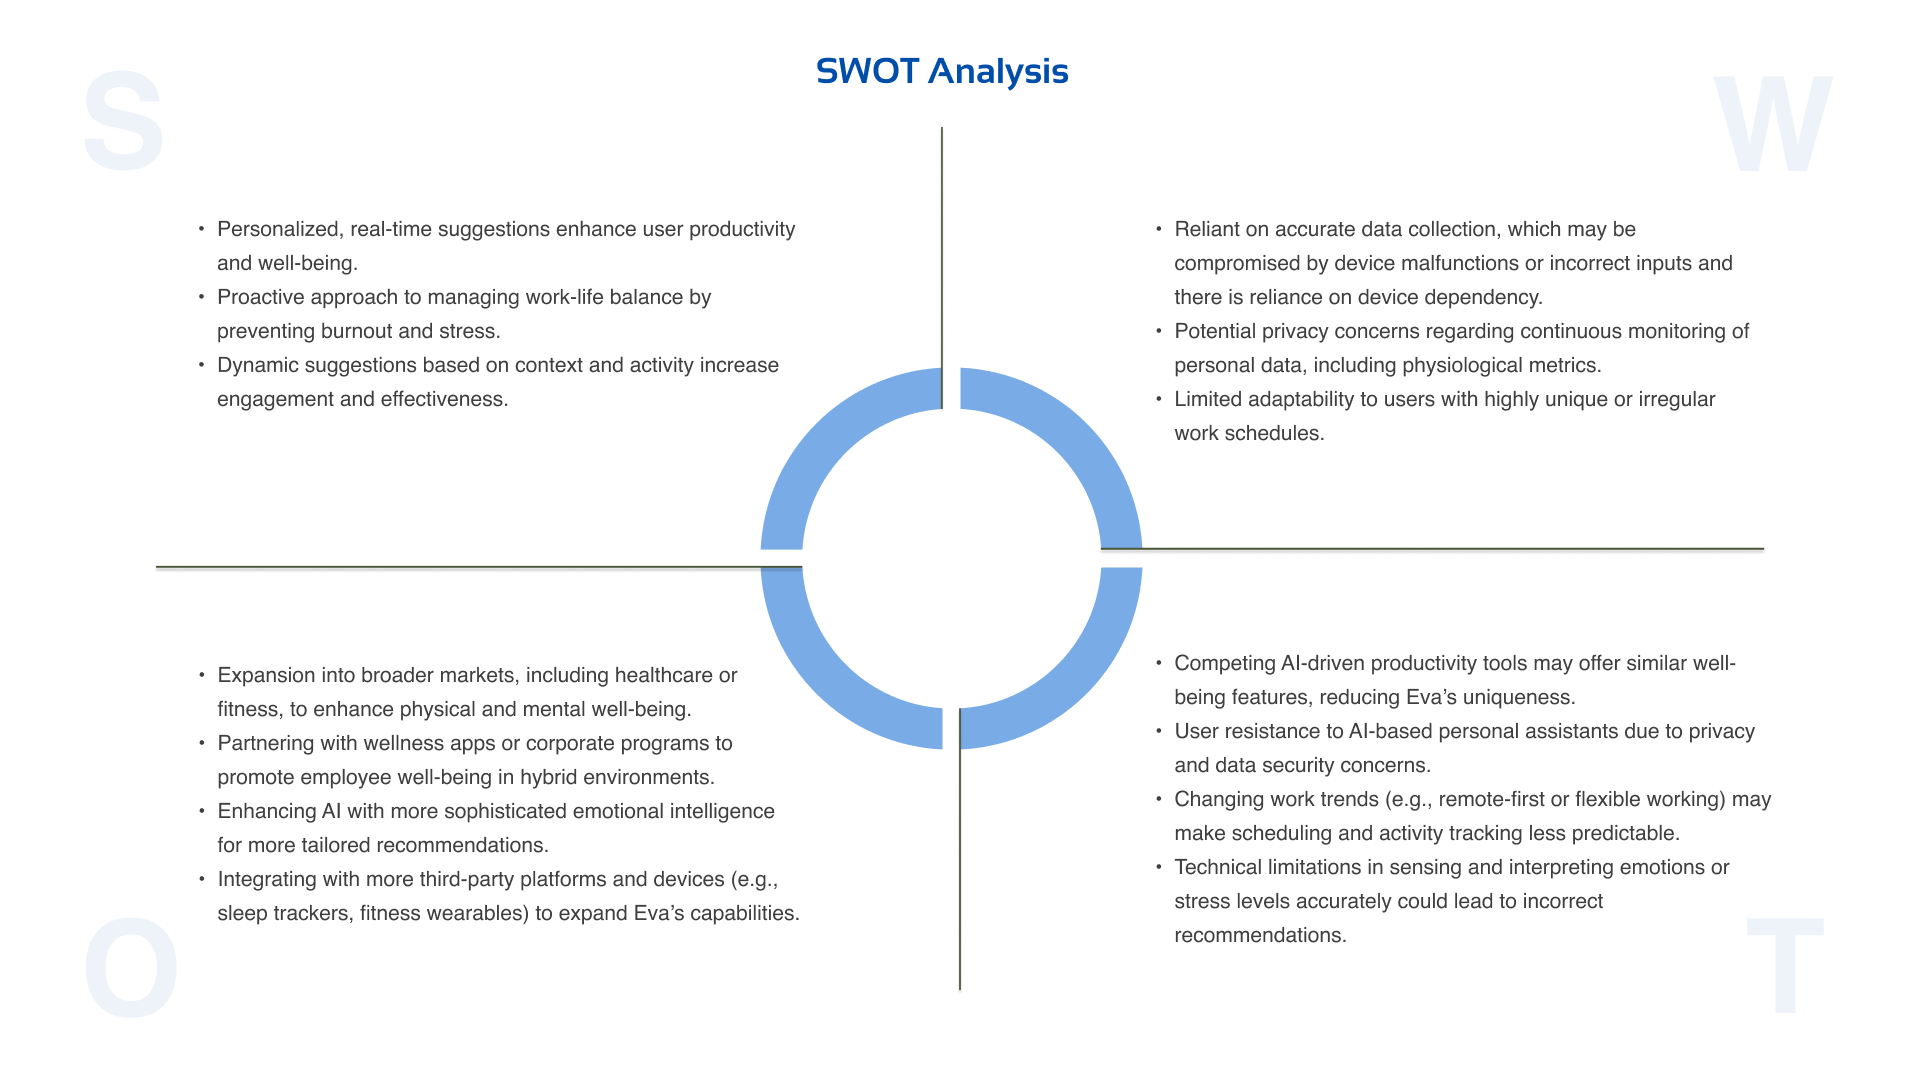 SWOT Analysis
S
W
• Personalized, real-time suggestions enhance user productivity
and well-being.
• Proactive approach to managing work-life balance by
preventing burnout and stress.
• Dynamic suggestions based on context and activity increase
engagement and effectiveness.
• Reliant on accurate data collection, which may be
compromised by device malfunctions or incorrect inputs and
there is reliance on device dependency.
• Potential privacy concerns regarding continuous monitoring of
personal data, including physiological metrics.
• Limited adaptability to users with highly unique or irregular
work schedules.
• Expansion into broader markets, including healthcare or
fitness, to enhance physical and mental well-being.
• Partnering with wellness apps or corporate programs to
promote employee well-being in hybrid environments.
• Enhancing AI with more sophisticated emotional intelligence
for more tailored recommendations.
• Integrating with more third-party platforms and devices (e.g.,
sleep trackers, fitness wearables) to expand Eva’s capabilities.
• Competing AI-driven productivity tools may offer similar well-
being features, reducing Eva’s uniqueness.
• User resistance to AI-based personal assistants due to privacy
and data security concerns.
• Changing work trends (e.g., remote-first or flexible working) may
make scheduling and activity tracking less predictable.
• Technical limitations in sensing and interpreting emotions or
stress levels accurately could lead to incorrect
recommendations.
O
T